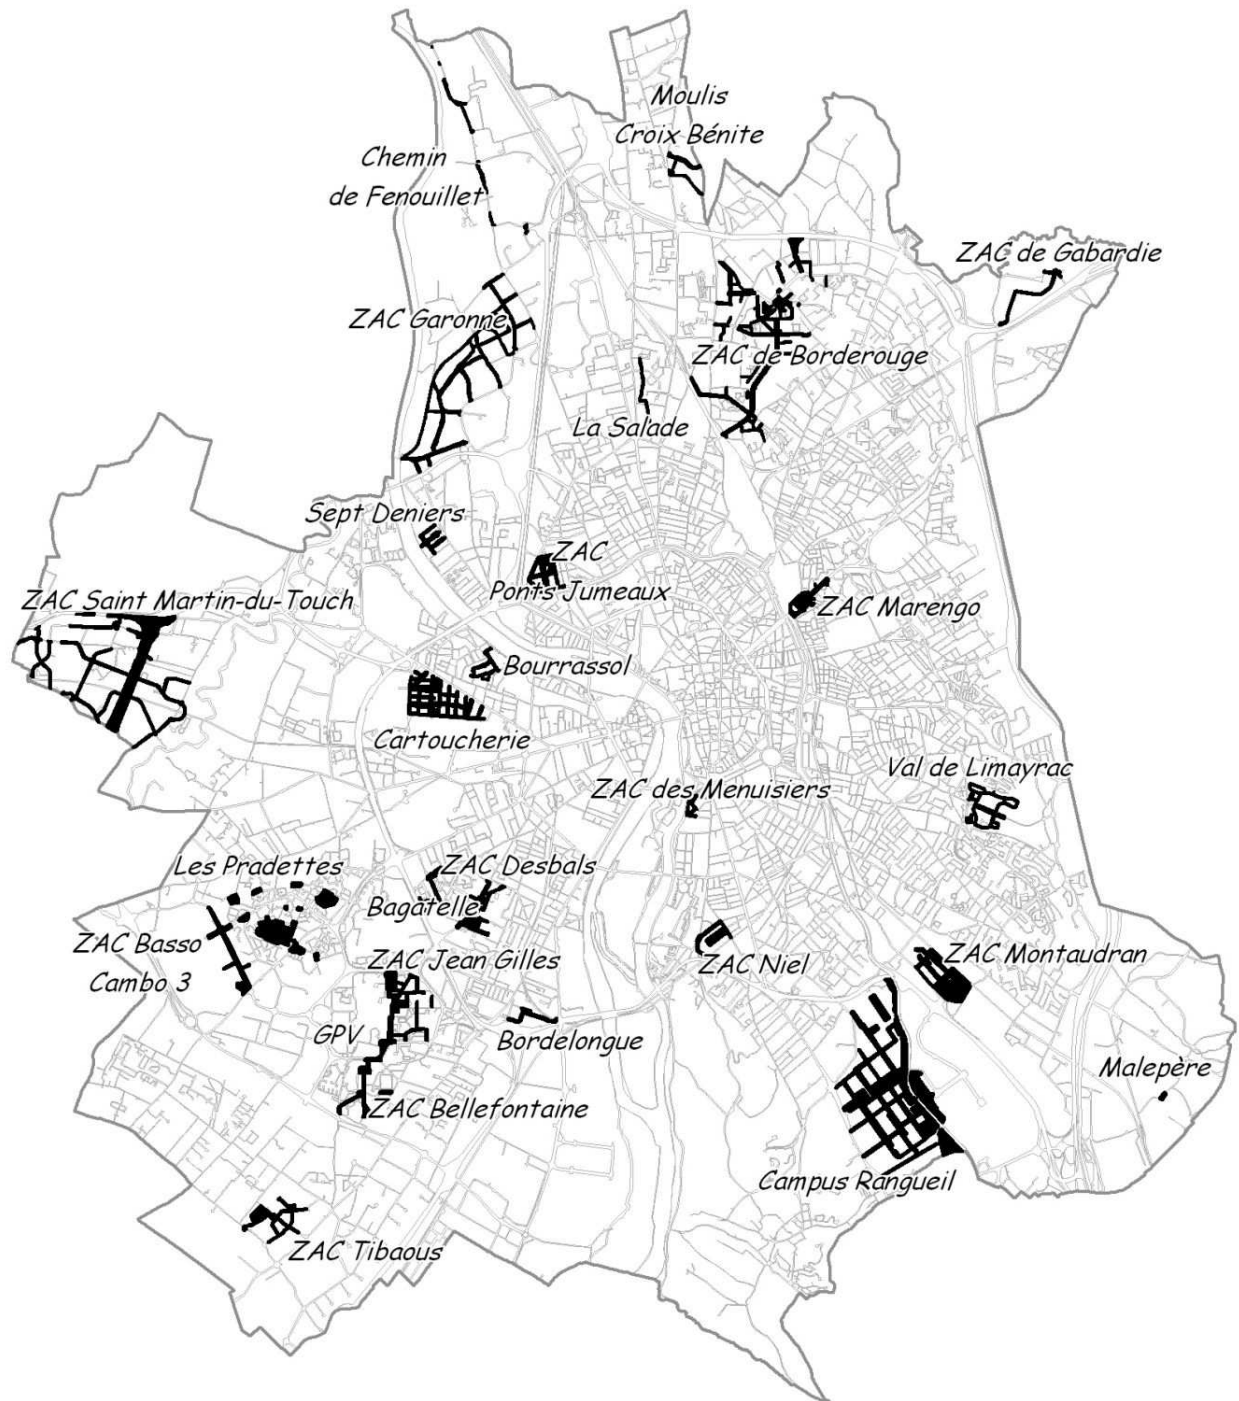 Moulis
Croix Bénite
Chemin
de Fenouillet
ZAC de Gabardie
ZAC Garonne
ZAC de Borderouge
La Salade
Sept Deniers
ZAC
Ponts Jumeaux
ZAC Saint Martin-du-Touch
ZAC Marengo
Bourrassol
Cartoucherie
Val de Limayrac
ZAC des Menuisiers
Les Pradettes
ZAC Desbals
Bagatelle
ZAC Basso
Cambo 3
ZAC Jean Gilles
ZAC Niel
ZAC Montaudran
GPV
Bordelongue
Malepère
ZAC Bellefontaine
Campus Rangueil
ZAC Tibaous